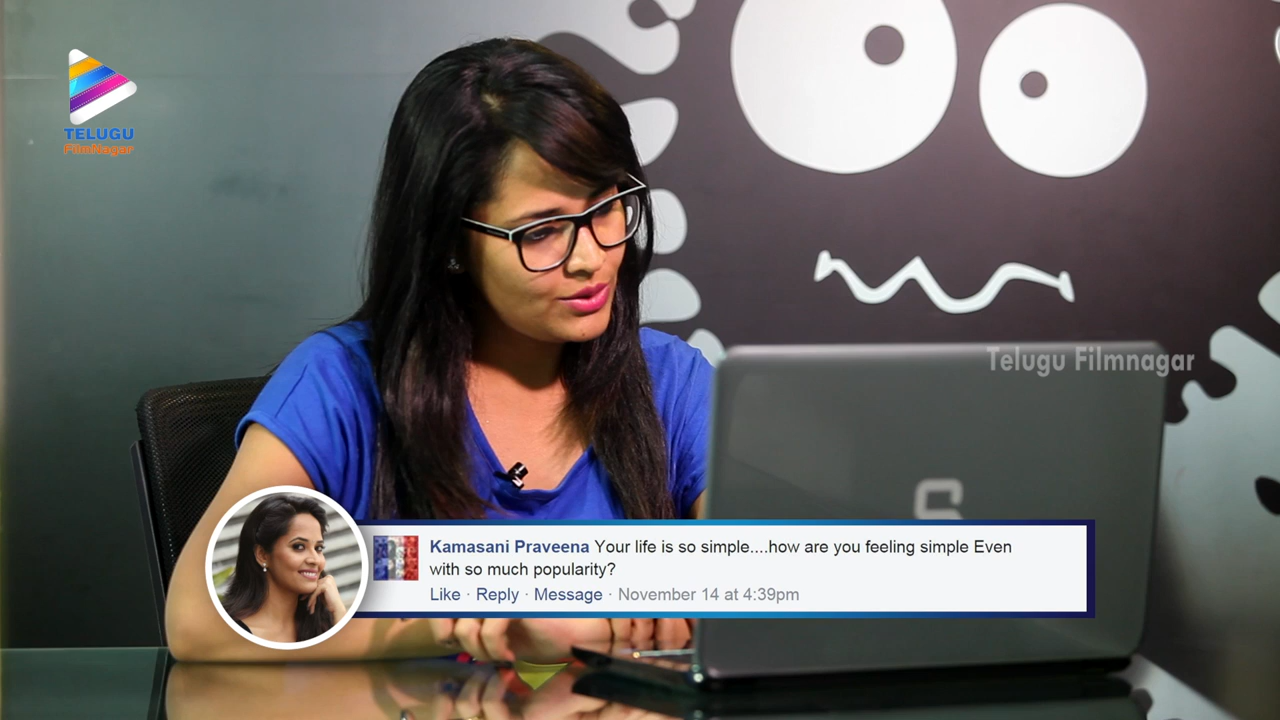 TELUGU
FilmNagar
Telugu Filmnagar
Kamasani Praveena Your life is so simple....how are you feeling simple Even
with so much popularity?
Like · Reply · Message · November 14 at 4:39pm